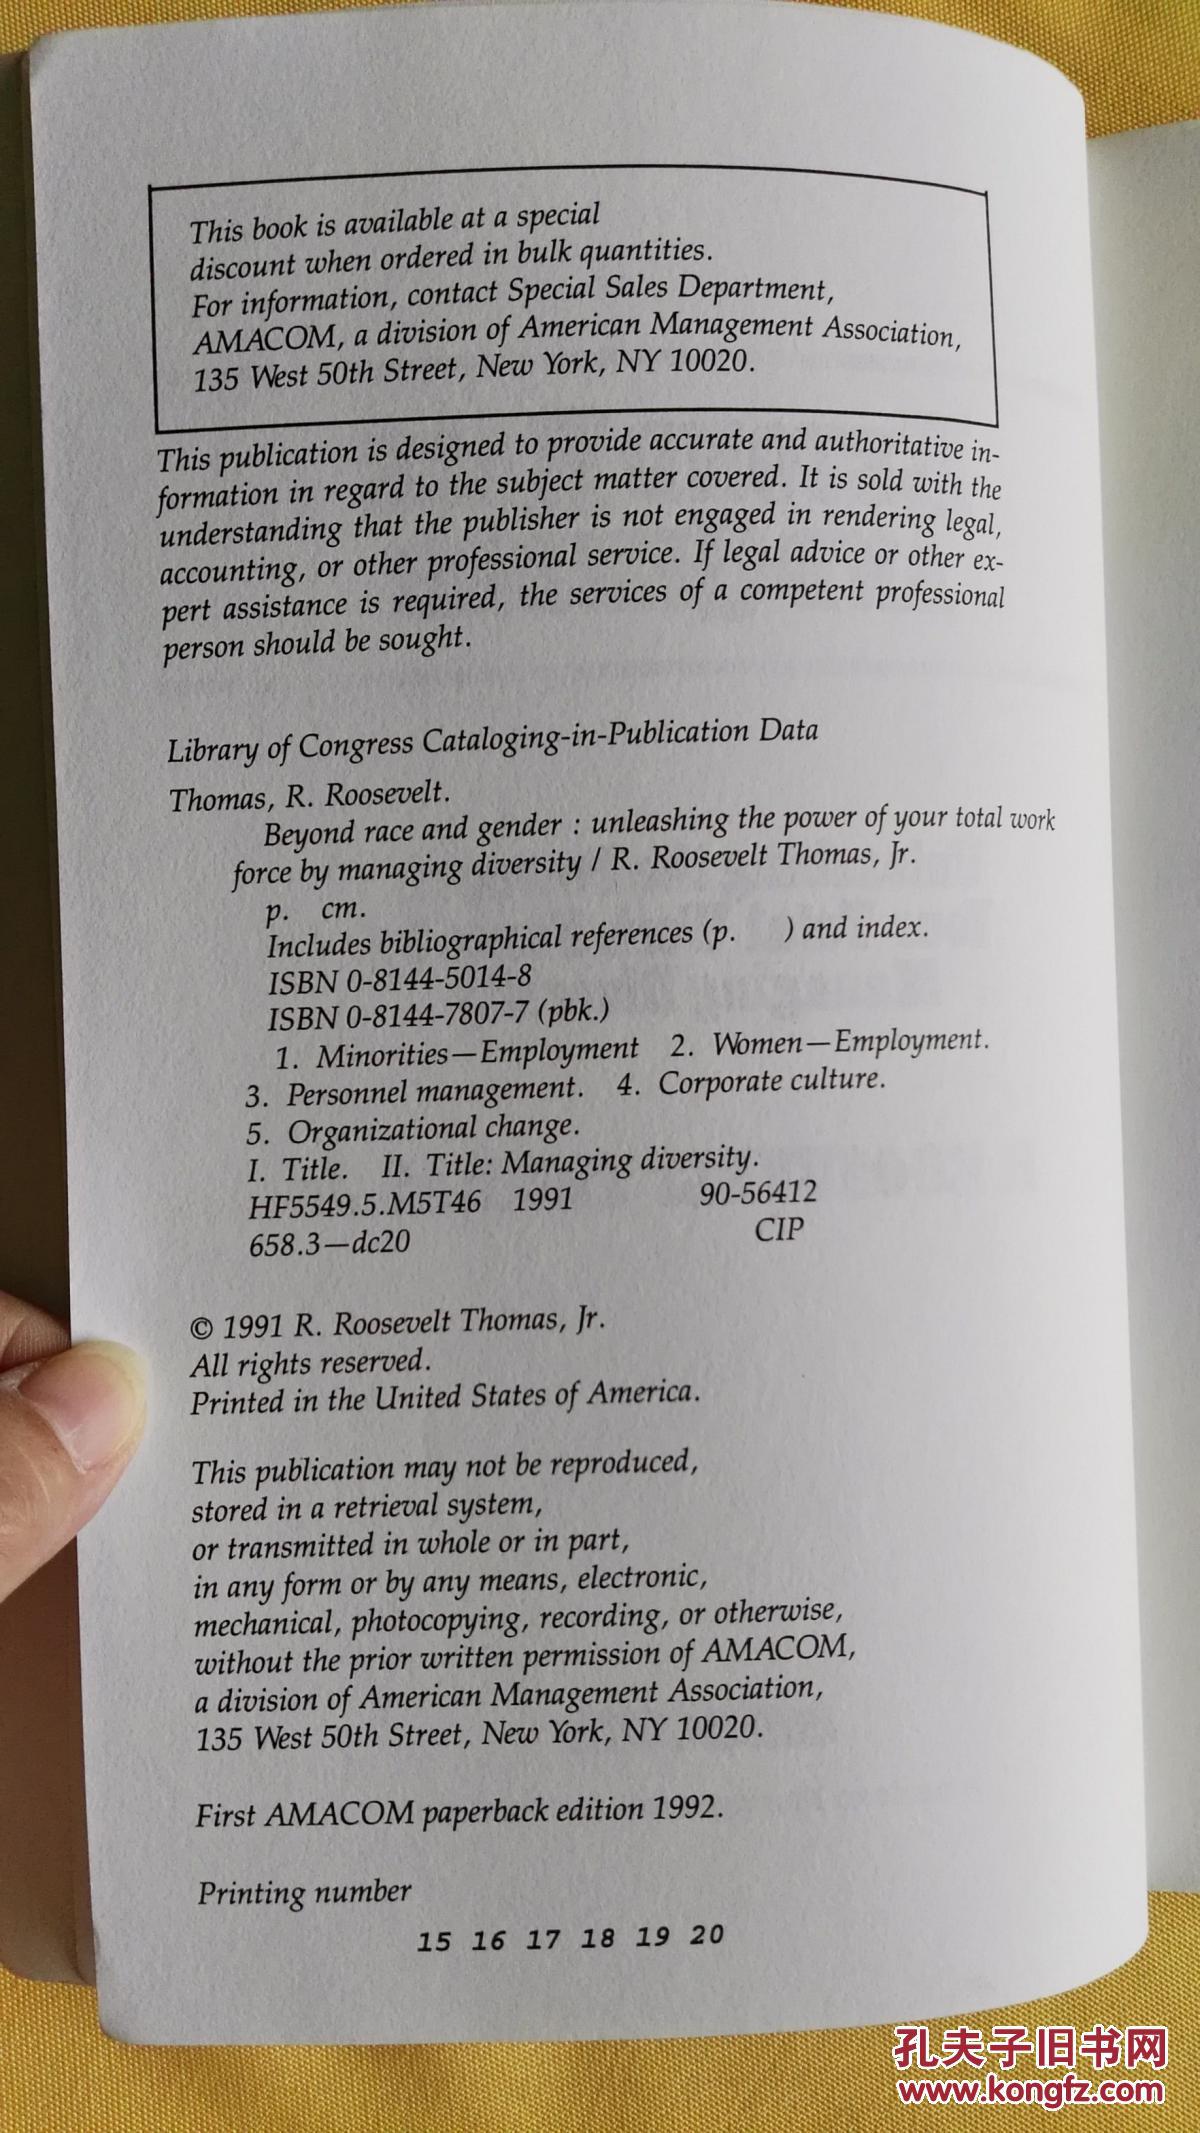 This book is available at a special
discount when ordered in bulk quantities.
For information, contact Special Sales Department,
AMACOM, a division of American Management Association,
135 West 50th Street, New York, NY 10020.
This publication is designed to provide accurate and authoritative in-
formation in regard to the subject matter covered. It is sold with the
understanding that the publisher is not engaged in rendering legal,
accounting, or other professional service. If legal advice or other ex-
pert assistance is required, the services of a competent professional
person should be sought.
Library of Congress Cataloging-in-Publication Data
Thomas, R. Roosevelt.
Beyond race and gender : unleashing the power of your total work
force by managing diversity / R. Roosevelt Thomas, Jr.
p. cm.
Includes bibliographical references (p. ) and index.
ISBN 0-8144-5014-8
ISBN 0-8144-7807-7 (pbk.)
1. Minorities—Employment 2. Women—Employment.
3. Personnel management. 4. Corporate culture.
5. Organizational change.
I. Title. II. Title: Managing diversity.
HF5549.5.M5T46 1991 90-56412
658.3—dc20 CIP
© 1991 R. Roosevelt Thomas, Jr.
All rights reserved.
Printed in the United States of America.
This publication may not be reproduced,
stored in a retrieval system,
or transmitted in whole or in part,
in any form or by any means, electronic,
mechanical, photocopying, recording, or otherwise,
without the prior written permission of AMACOM,
a division of American Management Association,
135 West 50th Street, New York, NY 10020.
First AMACOM paperback edition 1992.
Printing number
15 16 17 18 19 20
孔夫子旧书网
www.kongfz.com